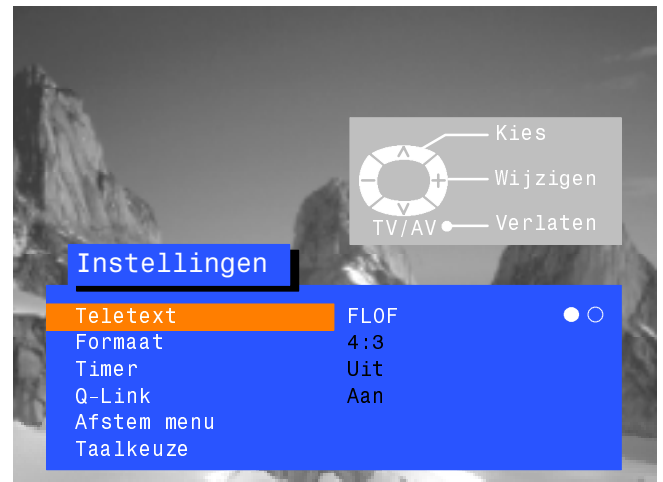 Kies
Wijzigen
TV/AV Verlaten
Instellingen
Teletext FLOF
Formaat 4:3
Timer Uit
Q-Link Aan
Afstem menu
Taalkeuze